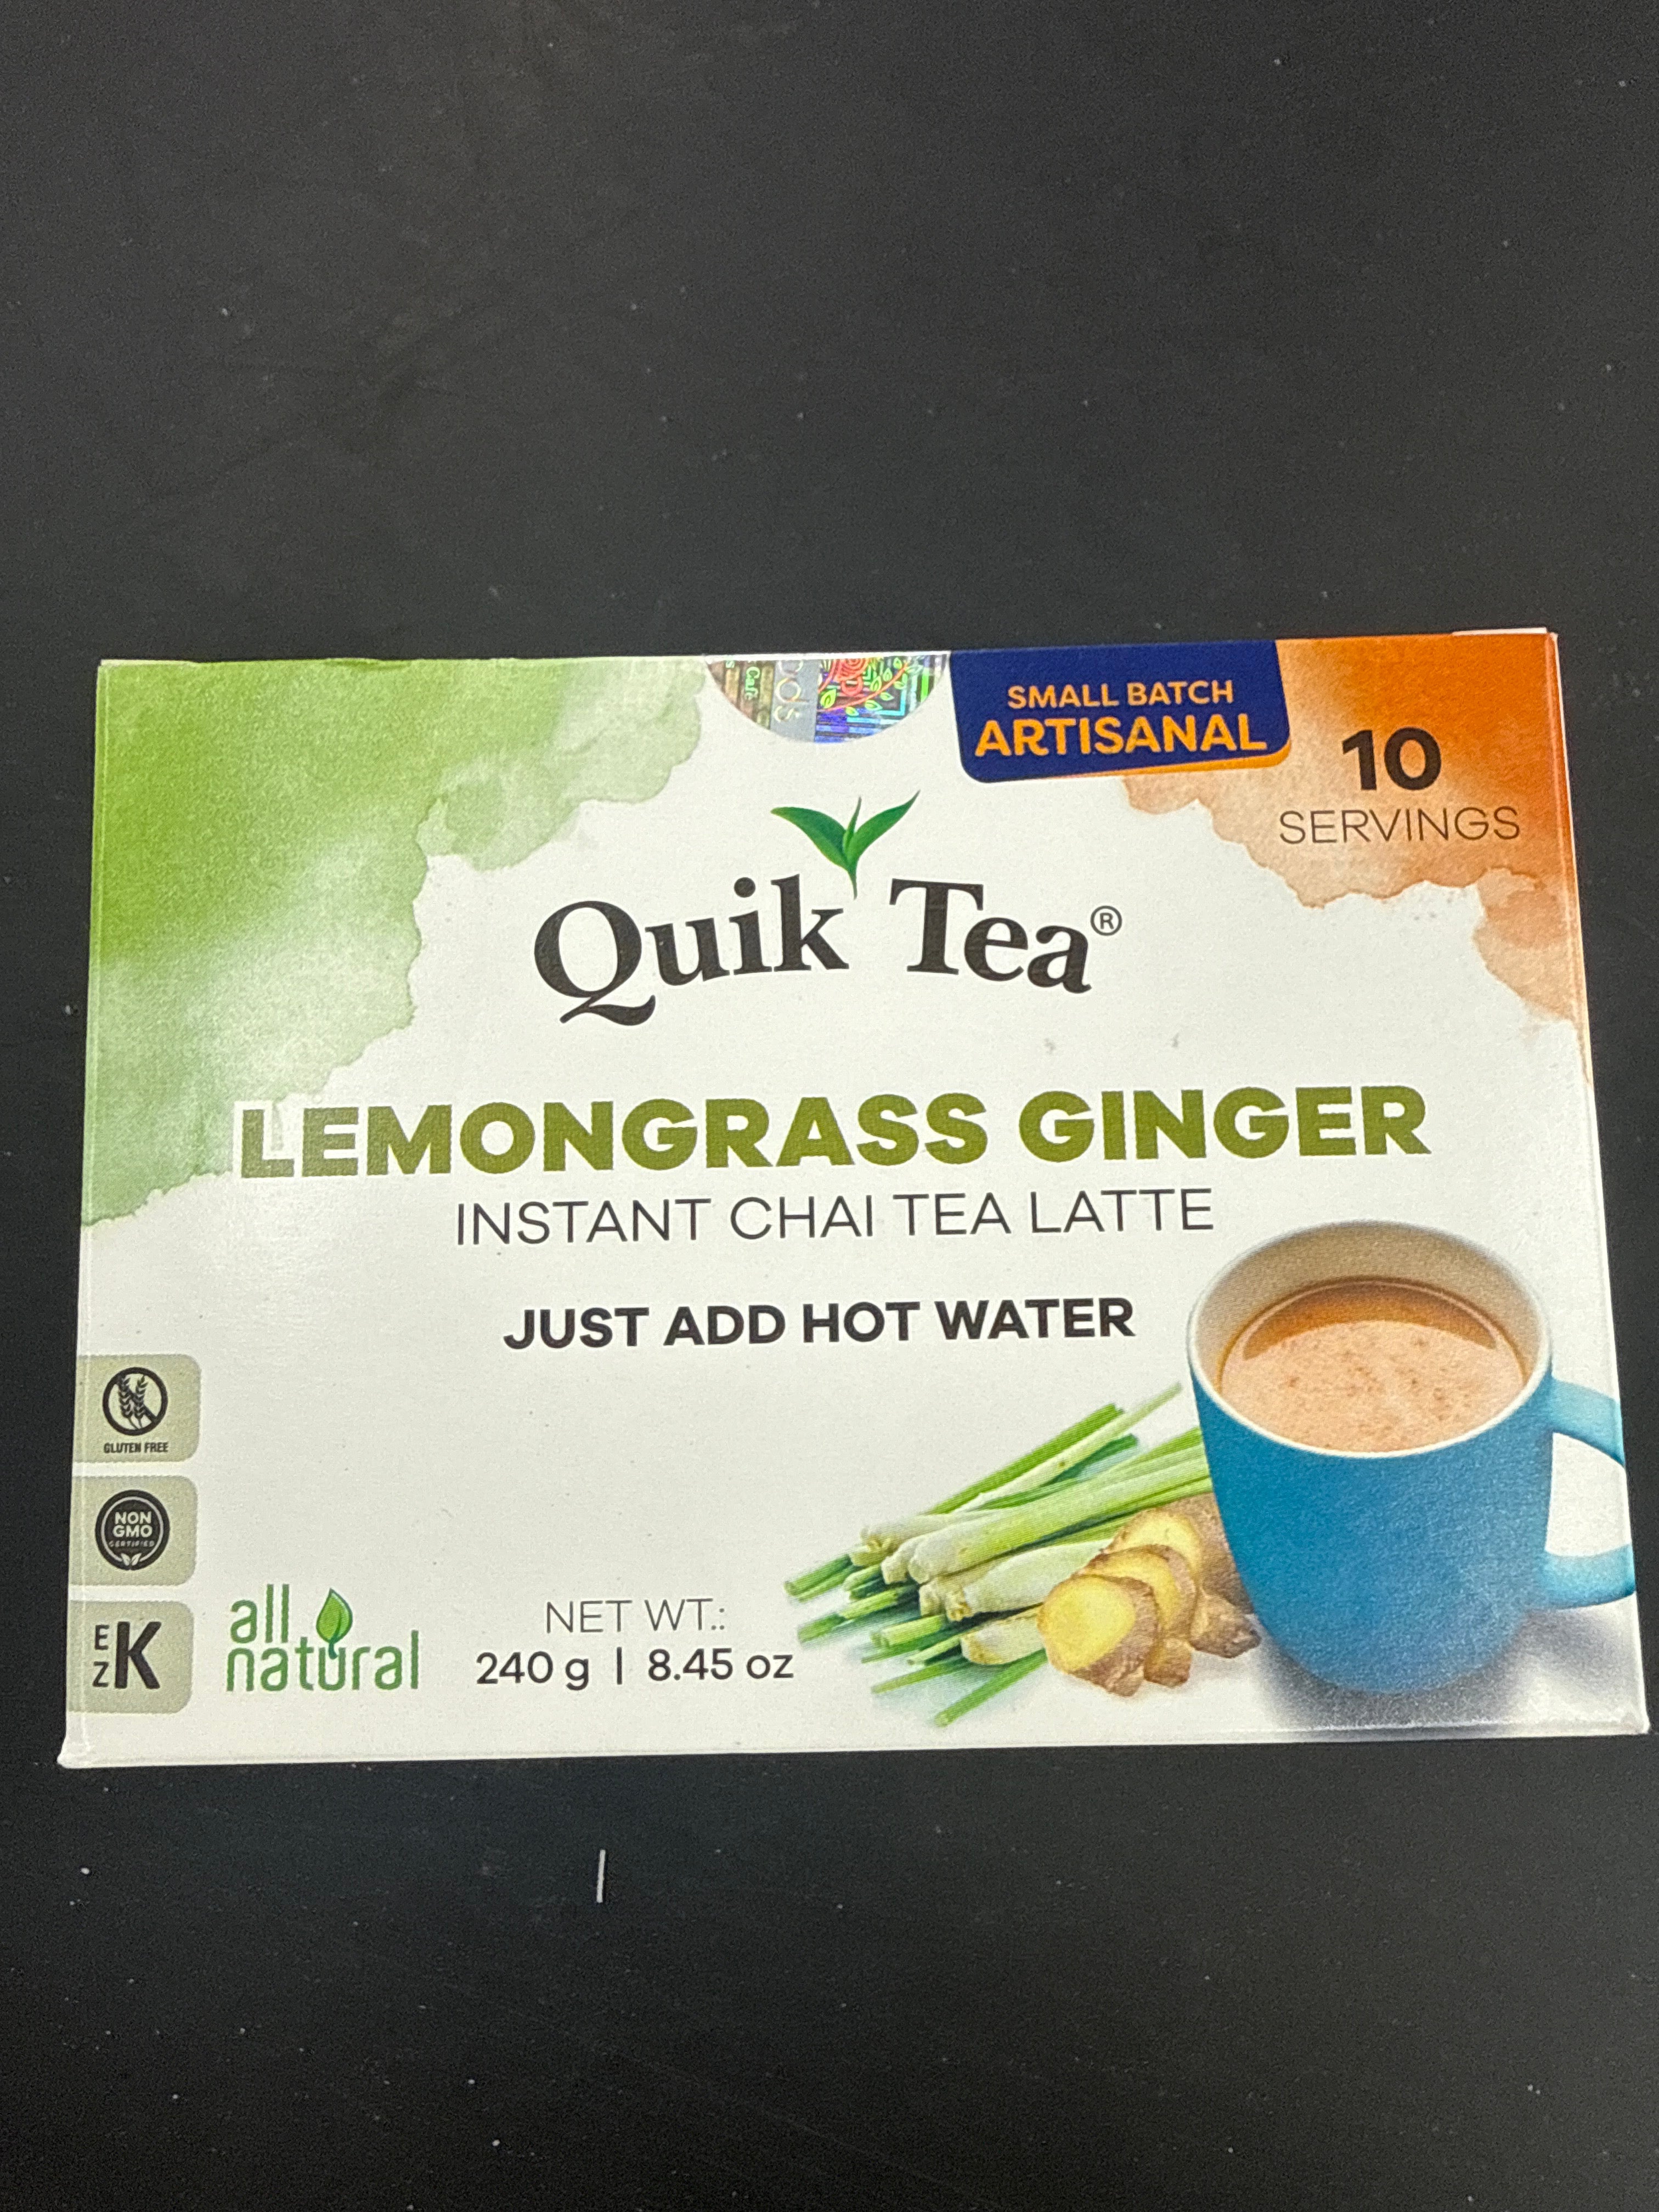 SMALL BATCH
ARTISANAL
10
SERVINGS
Quik Tea®
LEMONGRASS GINGER
INSTANT CHAI TEA LATTE
JUST ADD HOT WATER
GLUTEN FREE
NON
GMO
CERTIFIED
E
Z K
all
natural
NET WT.:
240 g | 8.45 oz